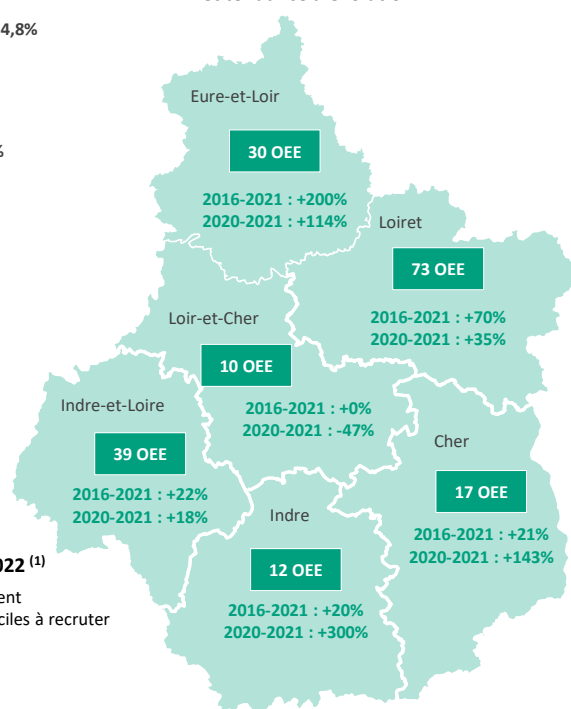 4,8%
%
Eure-et-Loir
30 OEE
2016-2021 : +200%
2020-2021 : +114%
Loiret
73 OEE
2016-2021 : +70%
2020-2021 : +35%
Loir-et-Cher
10 OEE
2016-2021 : +0%
2020-2021 : -47%
Indre-et-Loire
39 OEE
2016-2021 : +22%
2020-2021 : +18%
Cher
17 OEE
2016-2021 : +21%
2020-2021 : +143%
Indre
12 OEE
2016-2021 : +20%
2020-2021 : +300%
022 (1)
ent
ciles à recruter